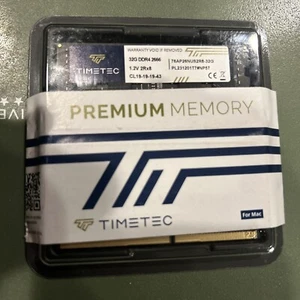 WARRANTY VOID IF REMOVED
32G DDR4 2666
1.2V 2Rx8
CL19-19-19-43
TIMETEC
PREMIUM MEMORY
TIMETEC
For Mac